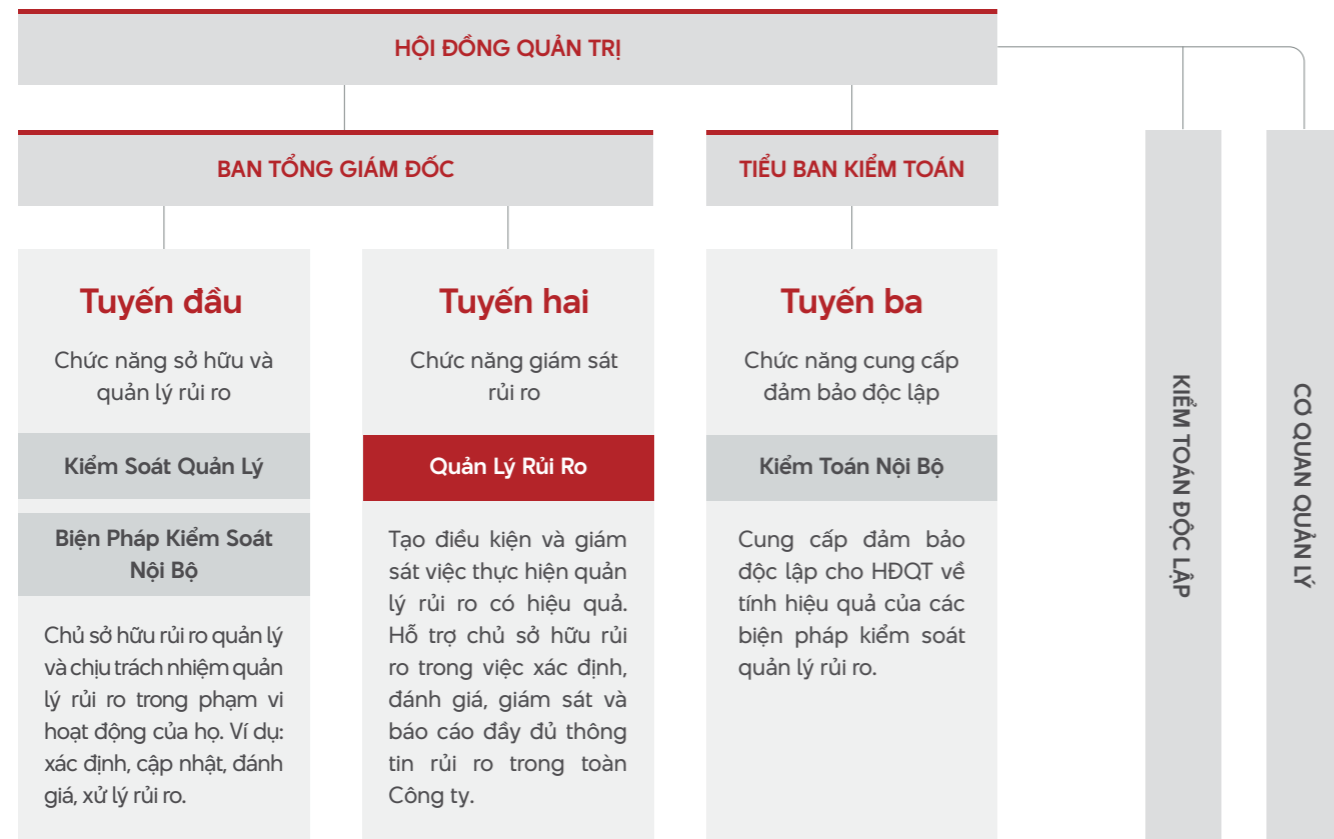 HỘI ĐỒNG QUẢN TRỊ
BAN TỔNG GIÁM ĐỐC
TIỂU BAN KIỂM TOÁN
Tuyến đầu
Chức năng sở hữu và
quản lý rủi ro
Kiểm Soát Quản Lý
Biện Pháp Kiểm Soát
Nội Bộ
Chủ sở hữu rủi ro quản lý
và chịu trách nhiệm quản
lý rủi ro trong phạm vi
hoạt động của họ. Ví dụ:
xác định, cập nhật, đánh
giá, xử lý rủi ro.
Tuyến hai
Chức năng giám sát
rủi ro
Quản Lý Rủi Ro
Tạo điều kiện và giám
sát việc thực hiện quản
lý rủi ro có hiệu quả.
Hỗ trợ chủ sở hữu rủi
ro trong việc xác định,
đánh giá, giám sát và
báo cáo đầy đủ thông
tin rủi ro trong toàn
Công ty.
Tuyến ba
Chức năng cung cấp
đảm bảo độc lập
Kiểm Toán Nội Bộ
Cung cấp đảm bảo
độc lập cho HĐQT về
tính hiệu quả của các
biện pháp kiểm soát
quản lý rủi ro.
KIỂM TOÁN ĐỘC LẬP
CƠ QUAN QUẢN LÝ